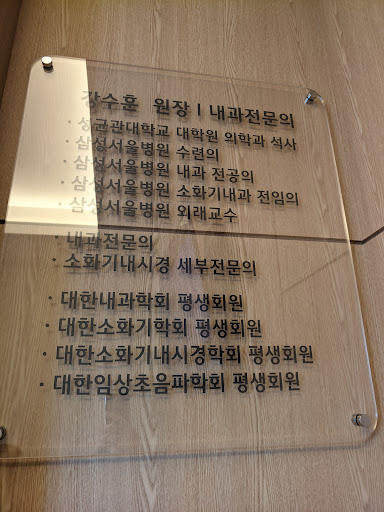 강수훈 원장 | 내과전문의
· 성균관대학교 대학원 의학과 석사
· 삼성서울병원 수련의
· 삼성서울병원 내과 전공의
· 삼성서울병원 소화기내과 전임의
· 삼성서울병원 외래교수
· 내과전문의
· 소화기내시경 세부전문의
· 대한내과학회 평생회원
· 대한소화기학회 평생회원
· 대한소화기내시경학회 평생회원
· 대한임상초음파학회 평생회원